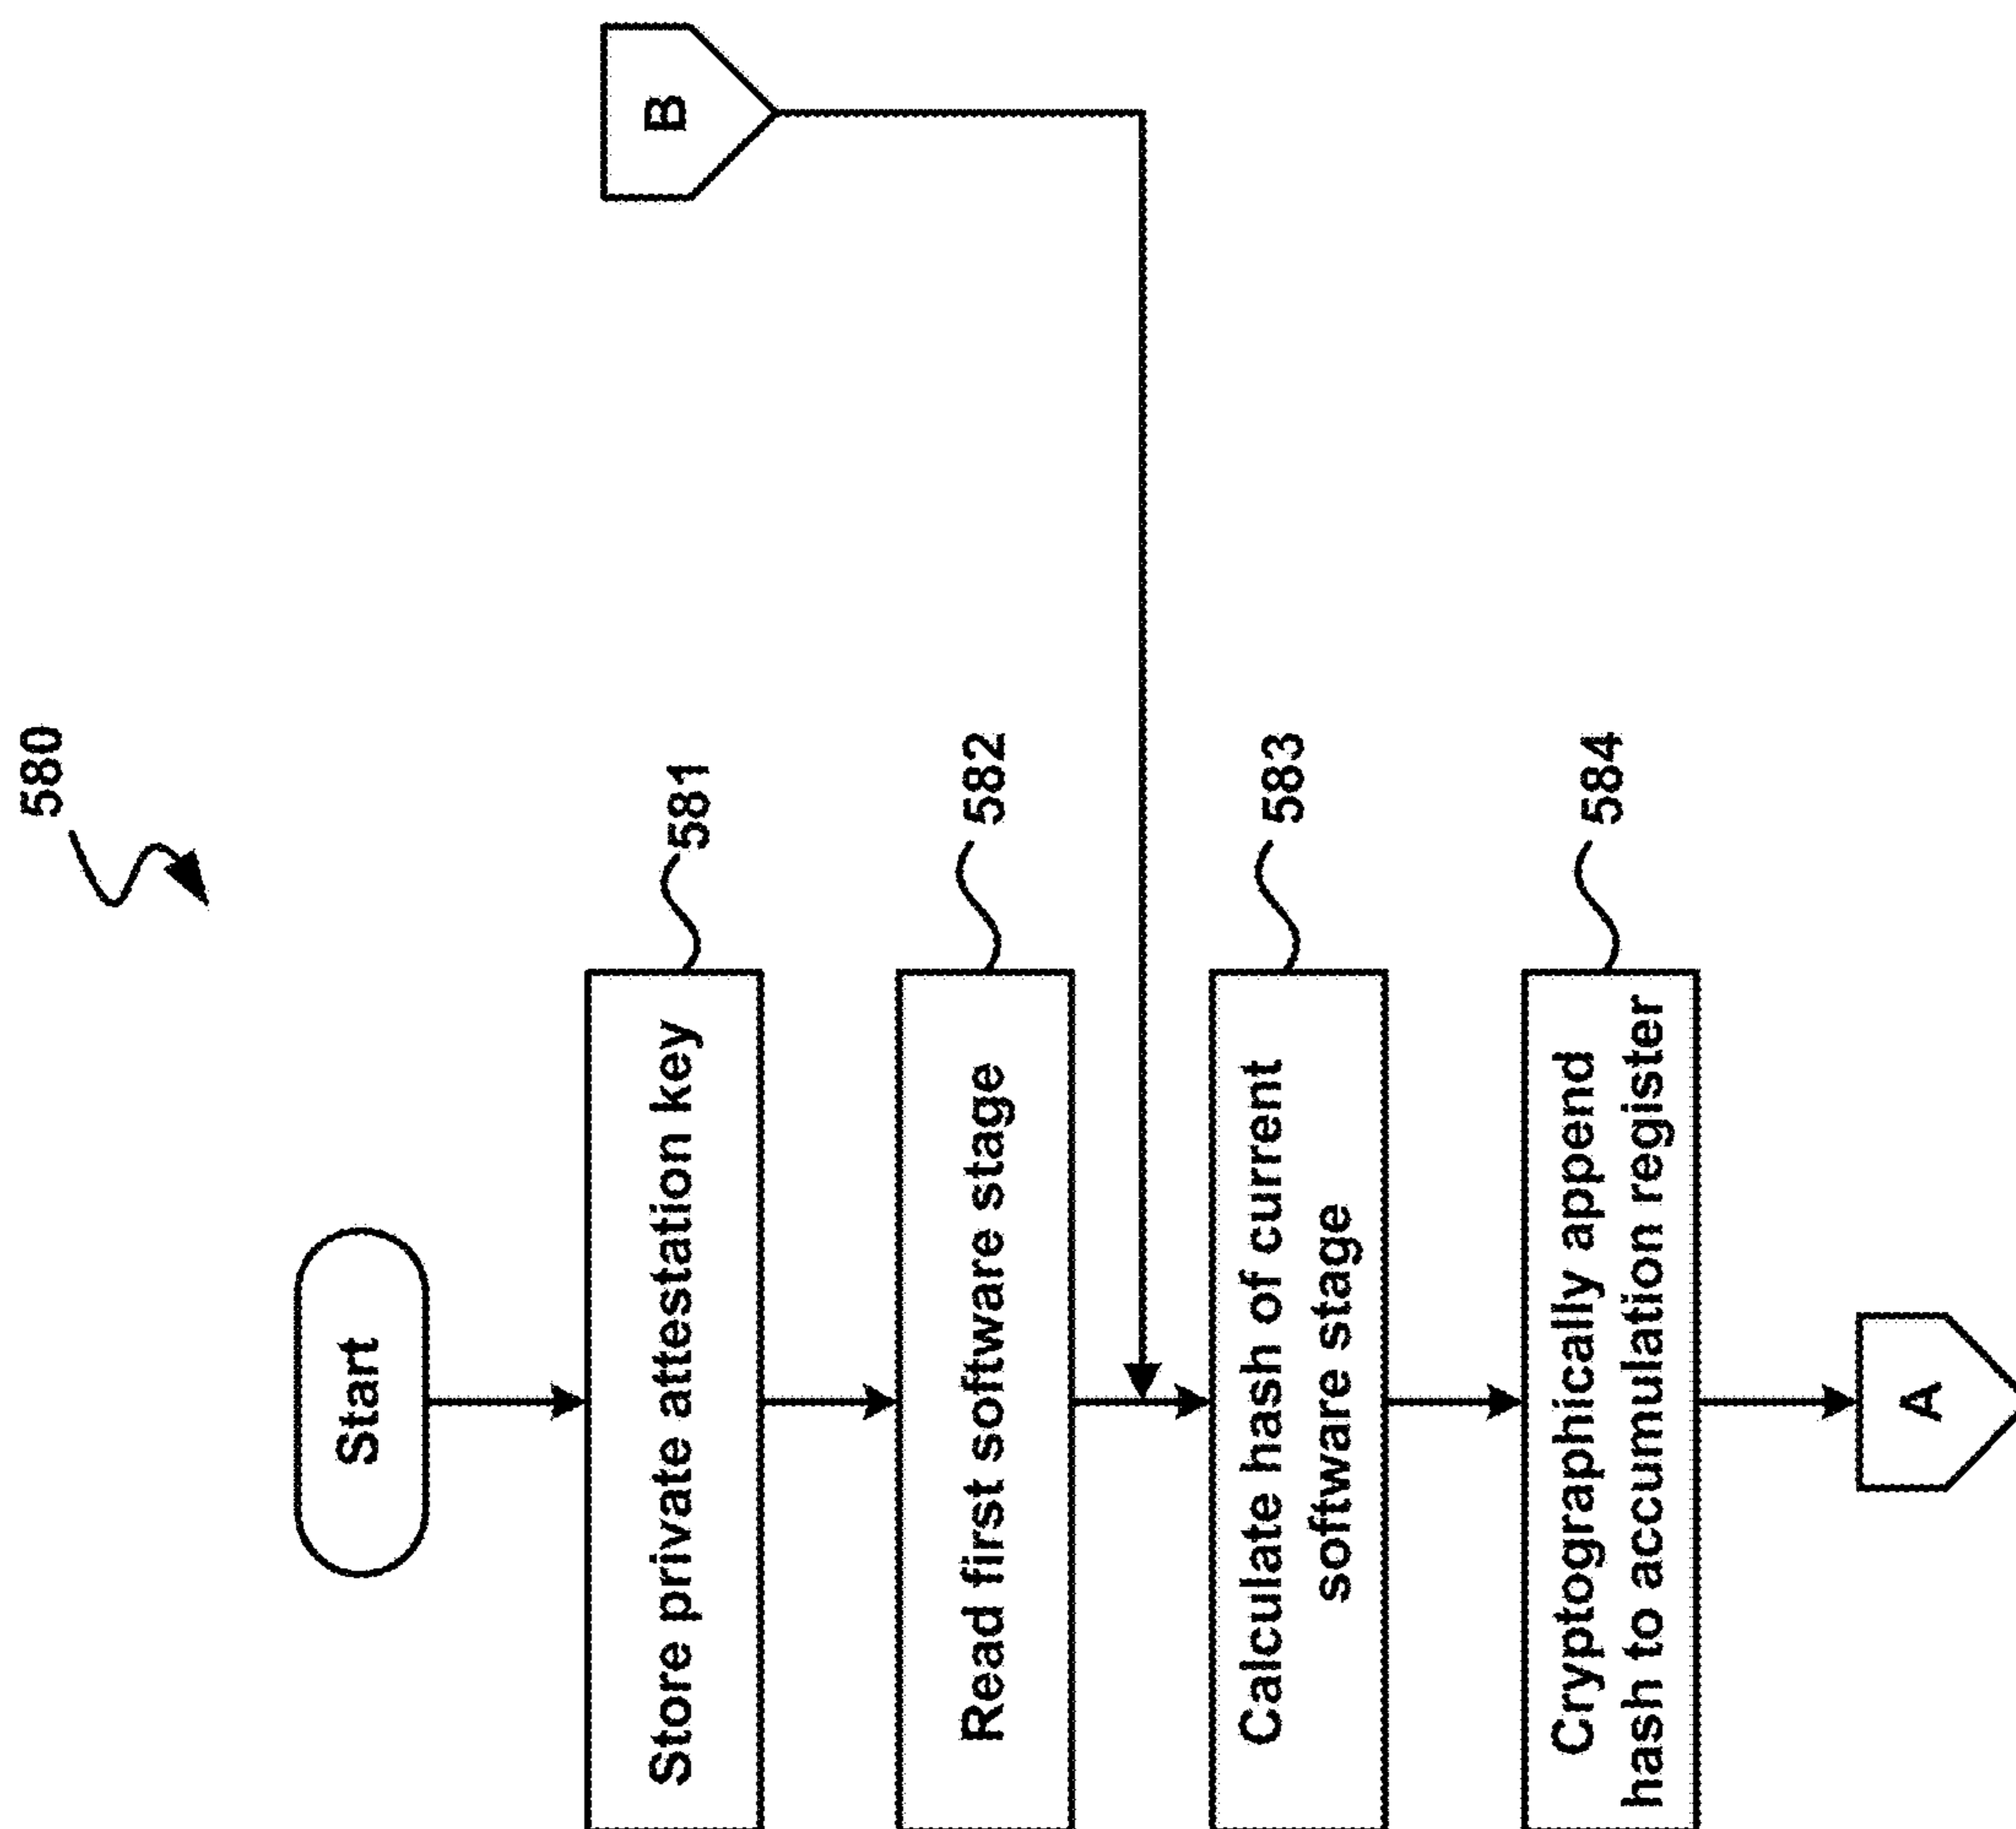 580
Start
B
Store private attestation key
581
Read first software stage
582
Calculate hash of current
software stage
583
Cryptographically append
hash to accumulation register
584
A